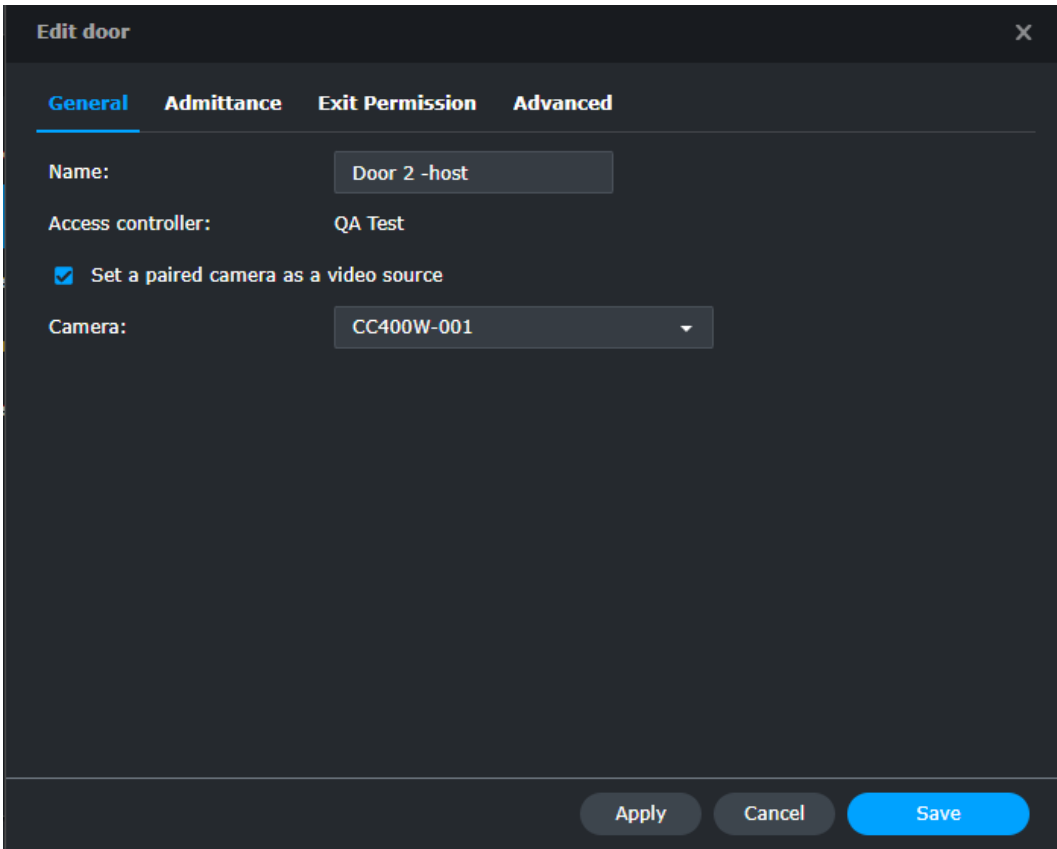 Edit door
General Admittance Exit Permission Advanced
Name: Door 2 -host
Access controller: QA Test
Set a paired camera as a video source
Camera: CC400W-001
Apply Cancel Save